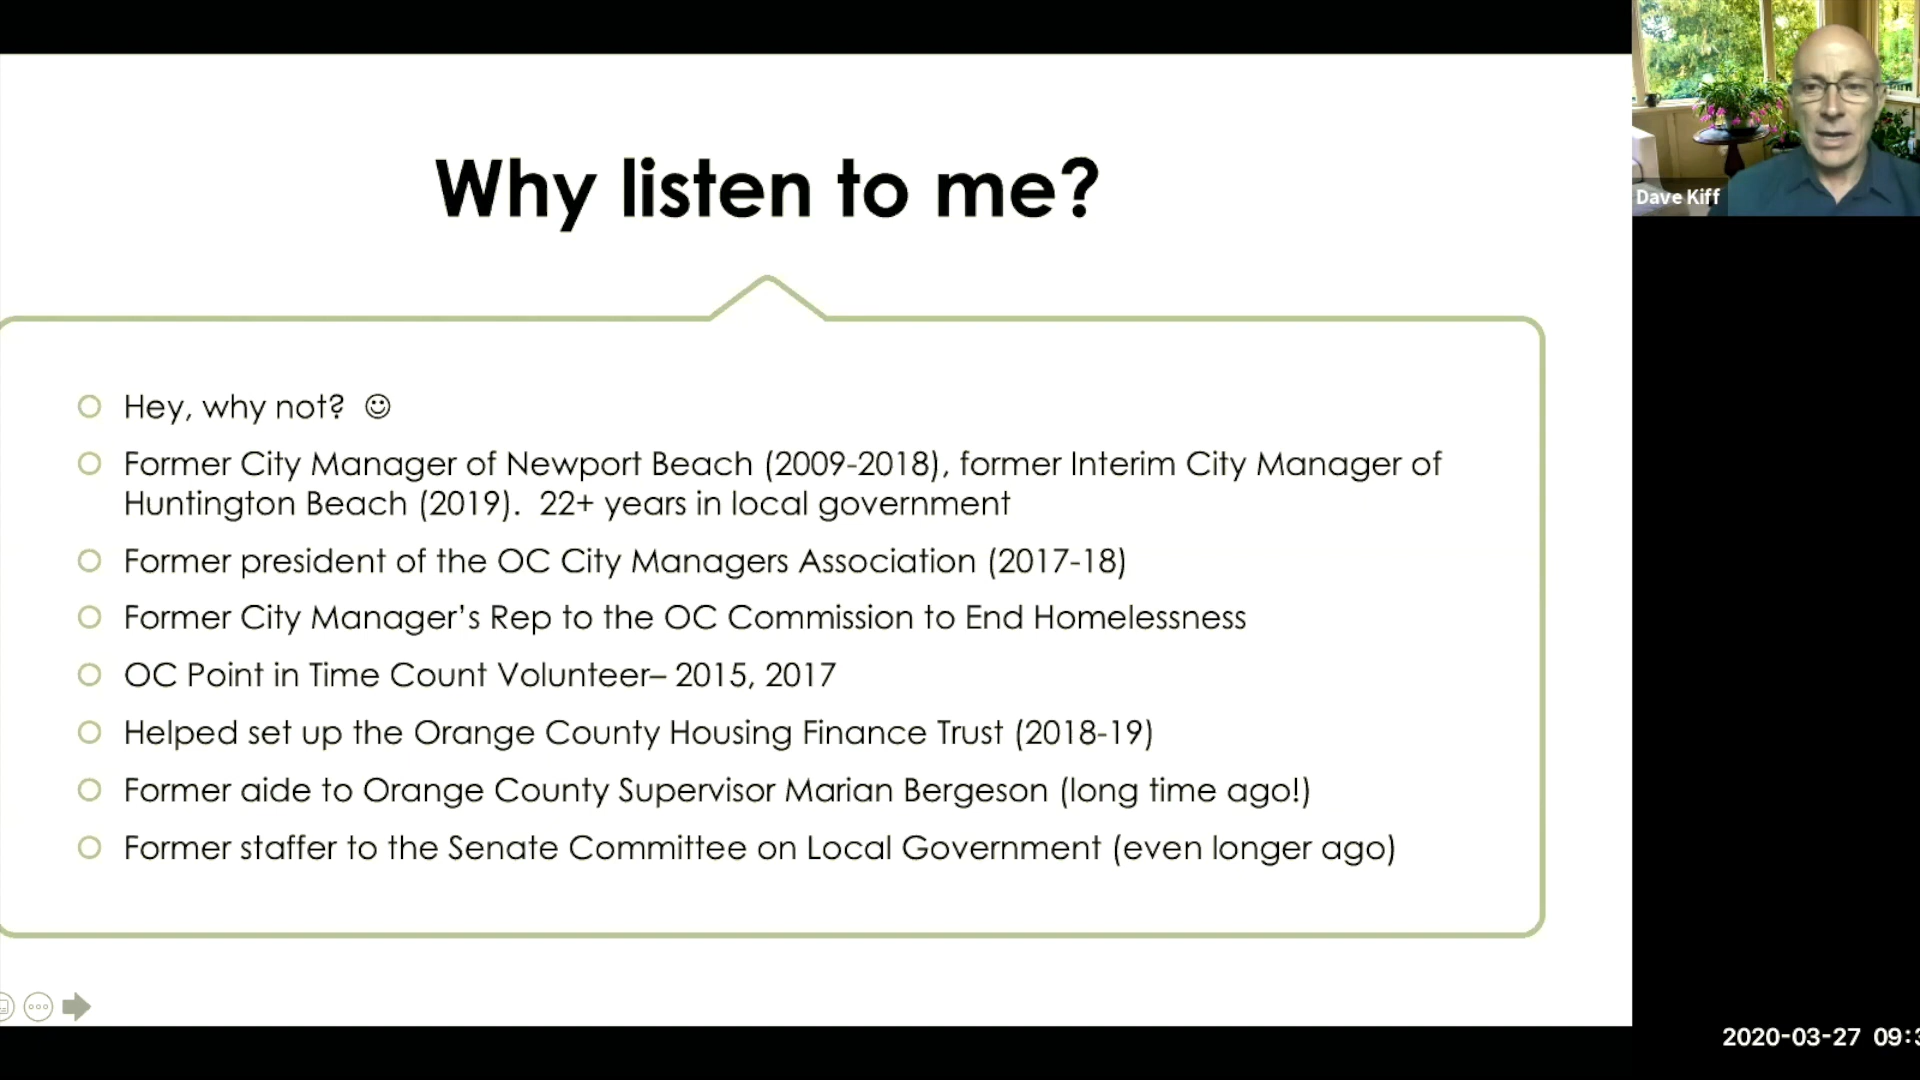 Why listen to me?
Dave Kiff
Hey, why not? ☺
Former City Manager of Newport Beach (2009-2018), former Interim City Manager of
Huntington Beach (2019).  22+ years in local government
Former president of the OC City Managers Association (2017-18)
Former City Manager’s Rep to the OC Commission to End Homelessness
OC Point in Time Count Volunteer– 2015, 2017
Helped set up the Orange County Housing Finance Trust (2018-19)
Former aide to Orange County Supervisor Marian Bergeson (long time ago!)
Former staffer to the Senate Committee on Local Government (even longer ago)
2020-03-27 09:3